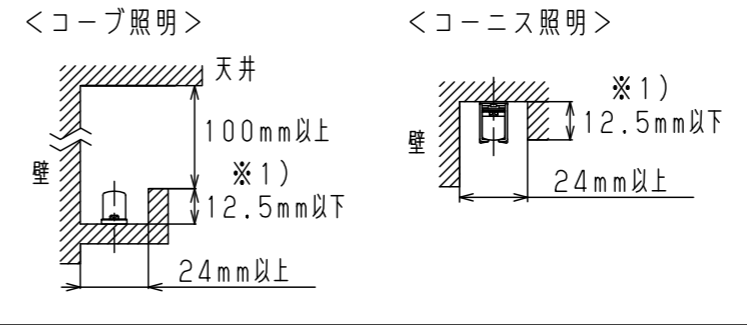 ＜コーブ照明＞
天井
壁
100mm以上
※1)
12.5mm以下
24mm以上
＜コーニス照明＞
壁
※1)
12.5mm以下
24mm以上